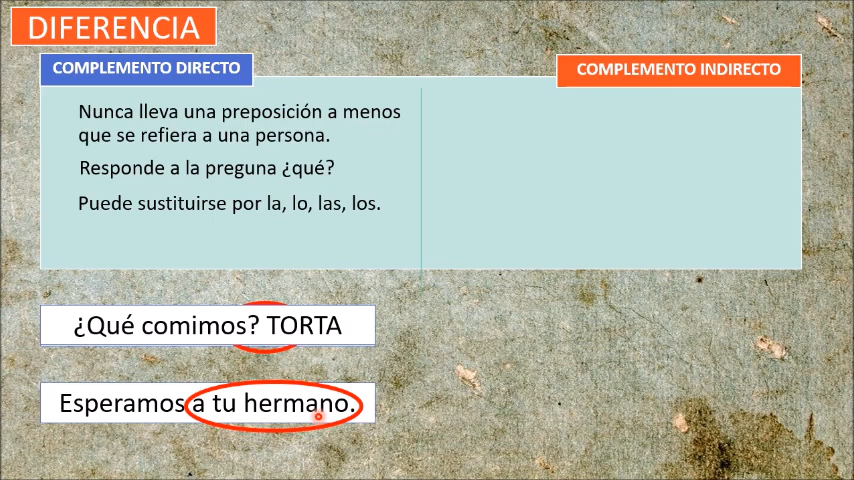 DIFERENCIA
COMPLEMENTO DIRECTO
COMPLEMENTO INDIRECTO
Nunca lleva una preposición a menos
que se refiera a una persona.
Responde a la preguna ¿qué?
Puede sustituirse por la, lo, las, los.
¿Qué comimos? TORTA
Esperamos a tu hermano.